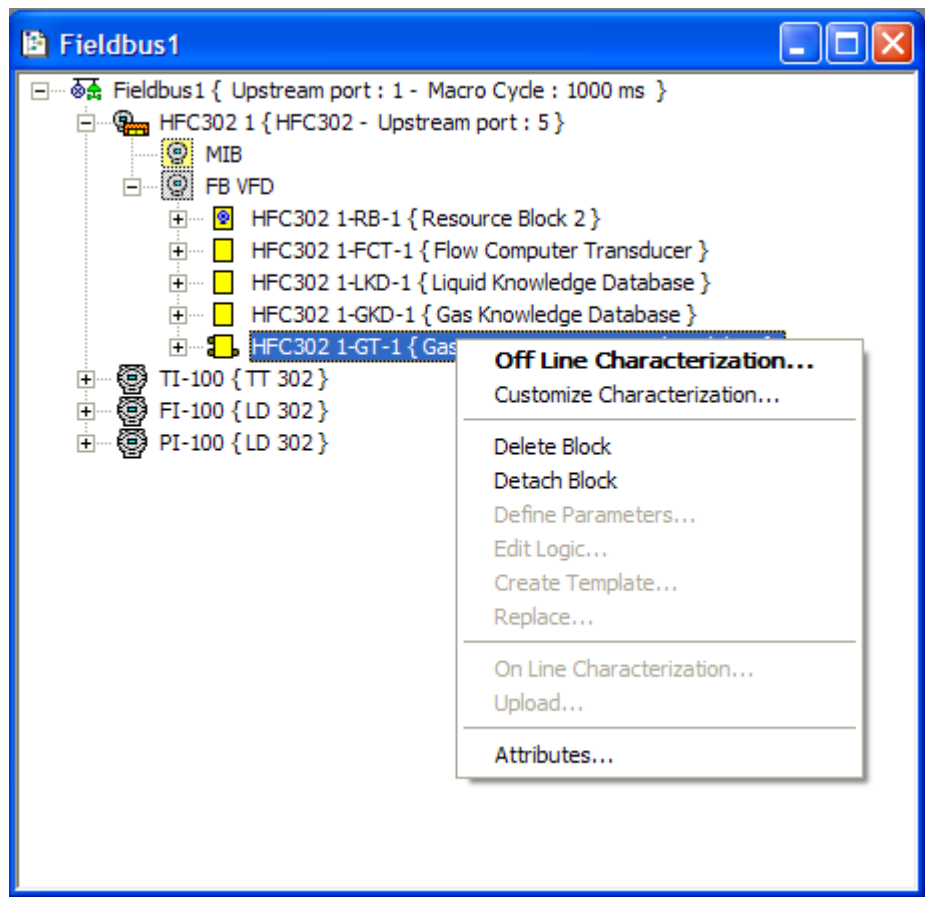 Fieldbus1
Fieldbus1 { Upstream port : 1 - Macro Cycle : 1000 ms }
HFC302 1 { HFC302 - Upstream port : 5 }
MIB
FB VFD
HFC302 1-RB-1 { Resource Block 2 }
HFC302 1-FCT-1 { Flow Computer Transducer }
HFC302 1-LKD-1 { Liquid Knowledge Database }
HFC302 1-GKD-1 { Gas Knowledge Database }
HFC302 1-GT-1 { Gas
TI-100 { TT 302 }
FI-100 { LD 302 }
PI-100 { LD 302 }
Off Line Characterization...
Customize Characterization...
Delete Block
Detach Block
Define Parameters...
Edit Logic...
Create Template...
Replace...
On Line Characterization...
Upload...
Attributes...